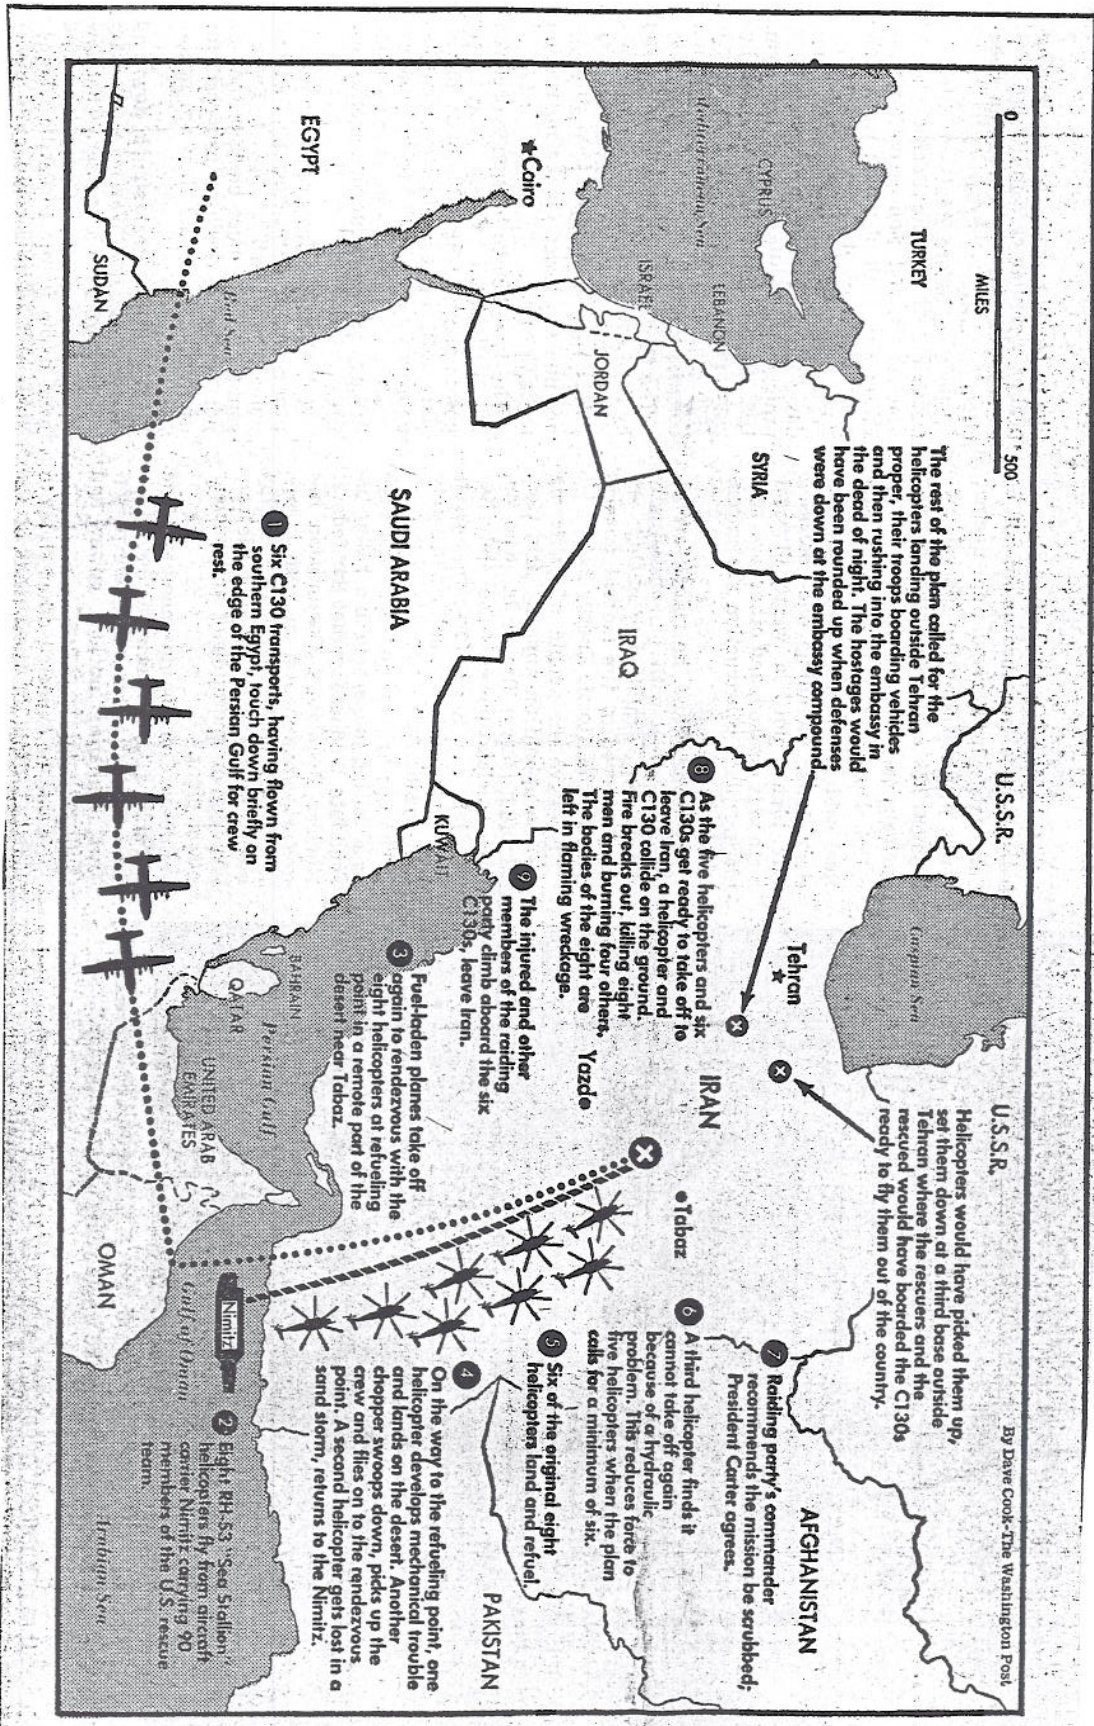 By Dave Cook-The Washington Post
0
500
MILES
TURKEY
U.S.S.R.
U.S.S.R.
Caspian Sea
CYPRUS
Mediterranean Sea
LEBANON
ISRAEL
JORDAN
SYRIA
IRAQ
Cairo
EGYPT
SUDAN
Red Sea
SAUDI ARABIA
KUWAIT
BAHRAIN
QATAR
Persian Gulf
UNITED ARAB
EMIRATES
OMAN
Gulf of Oman
Arabian Sea
PAKISTAN
AFGHANISTAN
IRAN
Tehran
Yazd
Tabaz
Nimitz
The rest of the plan called for the
helicopters landing outside Tehran
proper, their troops boarding vehicles
and then rushing into the embassy in
the dead of night. The hostages would
have been rounded up when defenses
were down at the embassy compound.
Helicopters would have picked them up,
set them down at a third base outside
Tehran where the rescuers and the
rescued would have boarded the C130s
ready to fly them out of the country.
1 Six C130 transports, having flown from
southern Egypt, touch down briefly on
the edge of the Persian Gulf for crew
rest.
2 Eight RH-53 "Sea Stallion"
helicopters fly from aircraft
carrier Nimitz carrying 90
members of the U.S. rescue
team.
3 Fuel-laden planes take off
again to rendezvous with the
eight helicopters at refueling
point in a remote part of the
desert near Tabaz.
4 On the way to the refueling point, one
helicopter develops mechanical trouble
and lands on the desert. Another
chopper swoops down, picks up the
crew and flies on to the rendezvous
point. A second helicopter gets lost in a
sand storm, returns to the Nimitz.
5 Six of the original eight
helicopters land and refuel.
6 A third helicopter finds it
cannot take off again
because of a hydraulic
problem. This reduces force to
five helicopters when the plan
calls for a minimum of six.
7 Raiding party's commander
recommends the mission be scrubbed;
President Carter agrees.
8 As the five helicopters and six
C130s get ready to take off to
leave Iran, a helicopter and
C130 collide on the ground.
Fire breaks out, killing eight
men and burning four others.
The bodies of the eight are
left in flaming wreckage.
9 The injured and other
members of the raiding
party climb aboard the six
C130s, leave Iran.